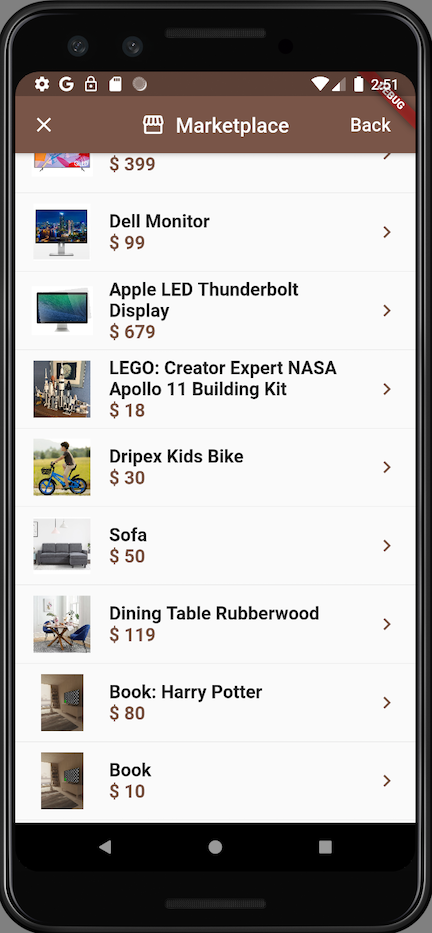 2:51
DEBUG
Marketplace
Back
$ 399
Dell Monitor
$ 99
Apple LED Thunderbolt
Display
$ 679
LEGO: Creator Expert NASA
Apollo 11 Building Kit
$ 18
Dripex Kids Bike
$ 30
Sofa
$ 50
Dining Table Rubberwood
$ 119
Book: Harry Potter
$ 80
Book
$ 10